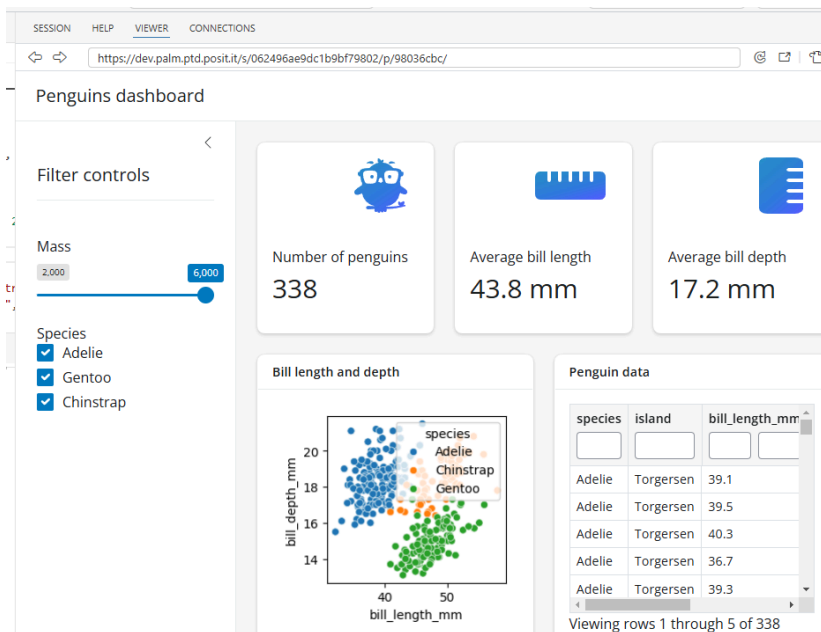 SESSION HELP VIEWER CONNECTIONS
https://dev.palm.ptd.posit.it/s/062496ae9dc1b9bf79802/p/98036cbc/
Penguins dashboard
Filter controls
Mass
2,000 6,000
Species
Adelie
Gentoo
Chinstrap
Number of penguins
338
Average bill length
43.8 mm
Average bill depth
17.2 mm
Bill length and depth
species
Adelie
Chinstrap
Gentoo
20
18
16
14
bill_depth_mm
40 50
bill_length_mm
Penguin data
species island bill_length_mm
Adelie Torgersen 39.1
Adelie Torgersen 39.5
Adelie Torgersen 40.3
Adelie Torgersen 36.7
Adelie Torgersen 39.3
Viewing rows 1 through 5 of 338